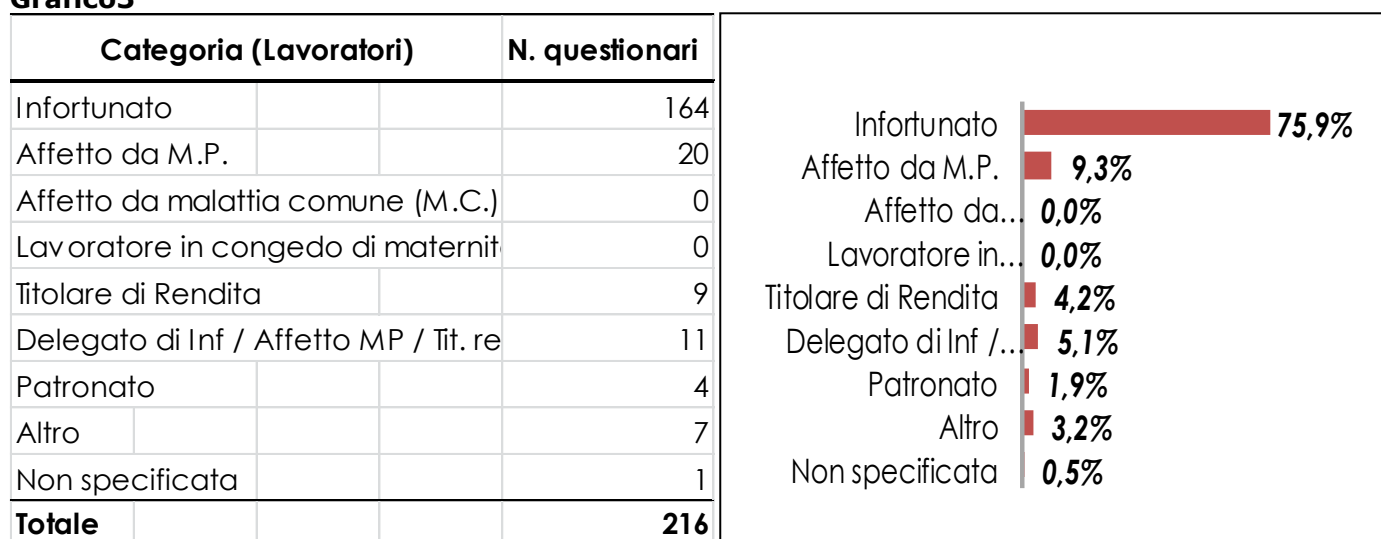 Grafico3
Categoria (Lavoratori) N. questionari
Infortunato 164
Affetto da M.P. 20
Affetto da malattia comune (M.C.) 0
Lavoratore in congedo di maternit 0
Titolare di Rendita 9
Delegato di Inf / Affetto MP / Tit. re 11
Patronato 4
Altro 7
Non specificata 1
Totale 216
Infortunato 75,9%
Affetto da M.P. 9,3%
Affetto da... 0,0%
Lavoratore in... 0,0%
Titolare di Rendita 4,2%
Delegato di Inf /... 5,1%
Patronato 1,9%
Altro 3,2%
Non specificata 0,5%